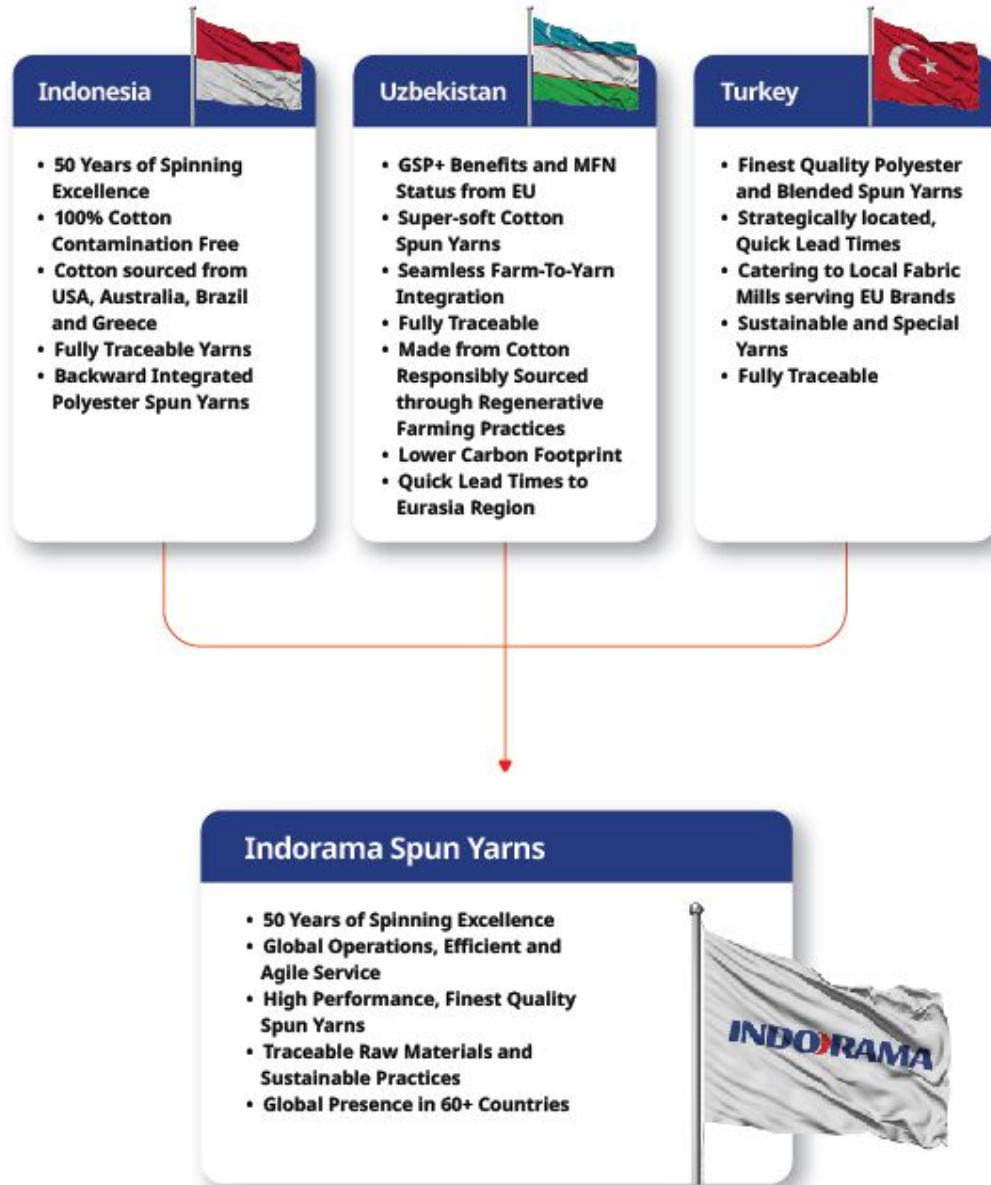 Indonesia
• 50 Years of Spinning
Excellence
• 100% Cotton
Contamination Free
• Cotton sourced from
USA, Australia, Brazil
and Greece
• Fully Traceable Yarns
• Backward Integrated
Polyester Spun Yarns
Uzbekistan
• GSP+ Benefits and MFN
Status from EU
• Super-soft Cotton
Spun Yarns
• Seamless Farm-To-Yarn
Integration
• Fully Traceable
• Made from Cotton
Responsibly Sourced
through Regenerative
Farming Practices
• Lower Carbon Footprint
• Quick Lead Times to
Eurasia Region
Turkey
• Finest Quality Polyester
and Blended Spun Yarns
• Strategically located,
Quick Lead Times
• Catering to Local Fabric
Mills serving EU Brands
• Sustainable and Special
Yarns
• Fully Traceable
Indorama Spun Yarns
• 50 Years of Spinning Excellence
• Global Operations, Efficient and
Agile Service
• High Performance, Finest Quality
Spun Yarns
• Traceable Raw Materials and
Sustainable Practices
• Global Presence in 60+ Countries
INDORAMA